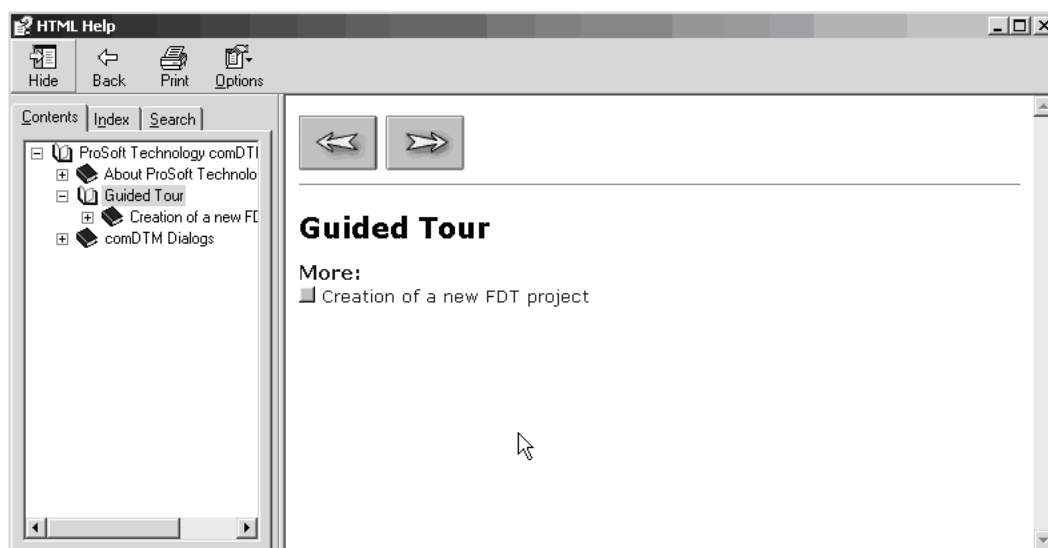 HTML Help
Hide Back Print Options
Contents Index Search
ProSoft Technology comDTI
About ProSoft Technolo
Guided Tour
Creation of a new
comDTM Dialogs
Guided Tour
More:
Creation of a new FDT project